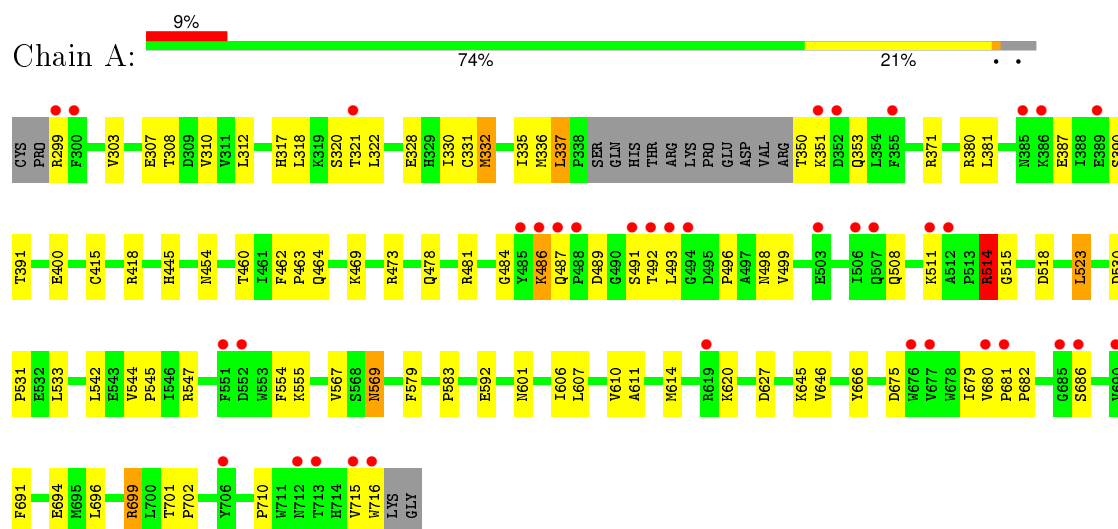 9%
Chain A:
74% 21% • •
CYS PRO R299 F300 V303 E307 T308 D309 V310 V311 L312 H317 L318 K319 S320 T321 L322 E328 H329 I330 C331 M332 I335 M336 L337 P338 SER GLN HIS THR ARG LYS PRO GLU ASP VAL ARG T350 K351 D352 Q353 L354 F355 R371 R380 L381 N385 K386 E387 I388 E389 S390
T391 E400 C415 R418 H445 N454 T460 I461 F462 P463 Q464 K469 R473 Q478 R481 G484 Y485 K486 Q487 P488 D489 G490 S491 T492 L493 G494 D495 P496 A497 N498 V499 E503 I506 Q507 Q508 K511 A512 P513 R514 G515 D518 L523 D530
P531 E532 L533 L542 E543 V544 P545 I546 R547 F551 D552 W553 F554 K555 V567 S568 N569 F579 P583 E592 N601 I606 L607 V610 A611 M614 R619 K620 D627 K645 V646 Y666 D675 W676 V677 W678 I679 V680 P681 P682 G685 S686
F691 E694 M695 L696 R699 L700 T701 P702 Y706 P710 W711 N712 T713 H714 V715 W716 LYS GLY